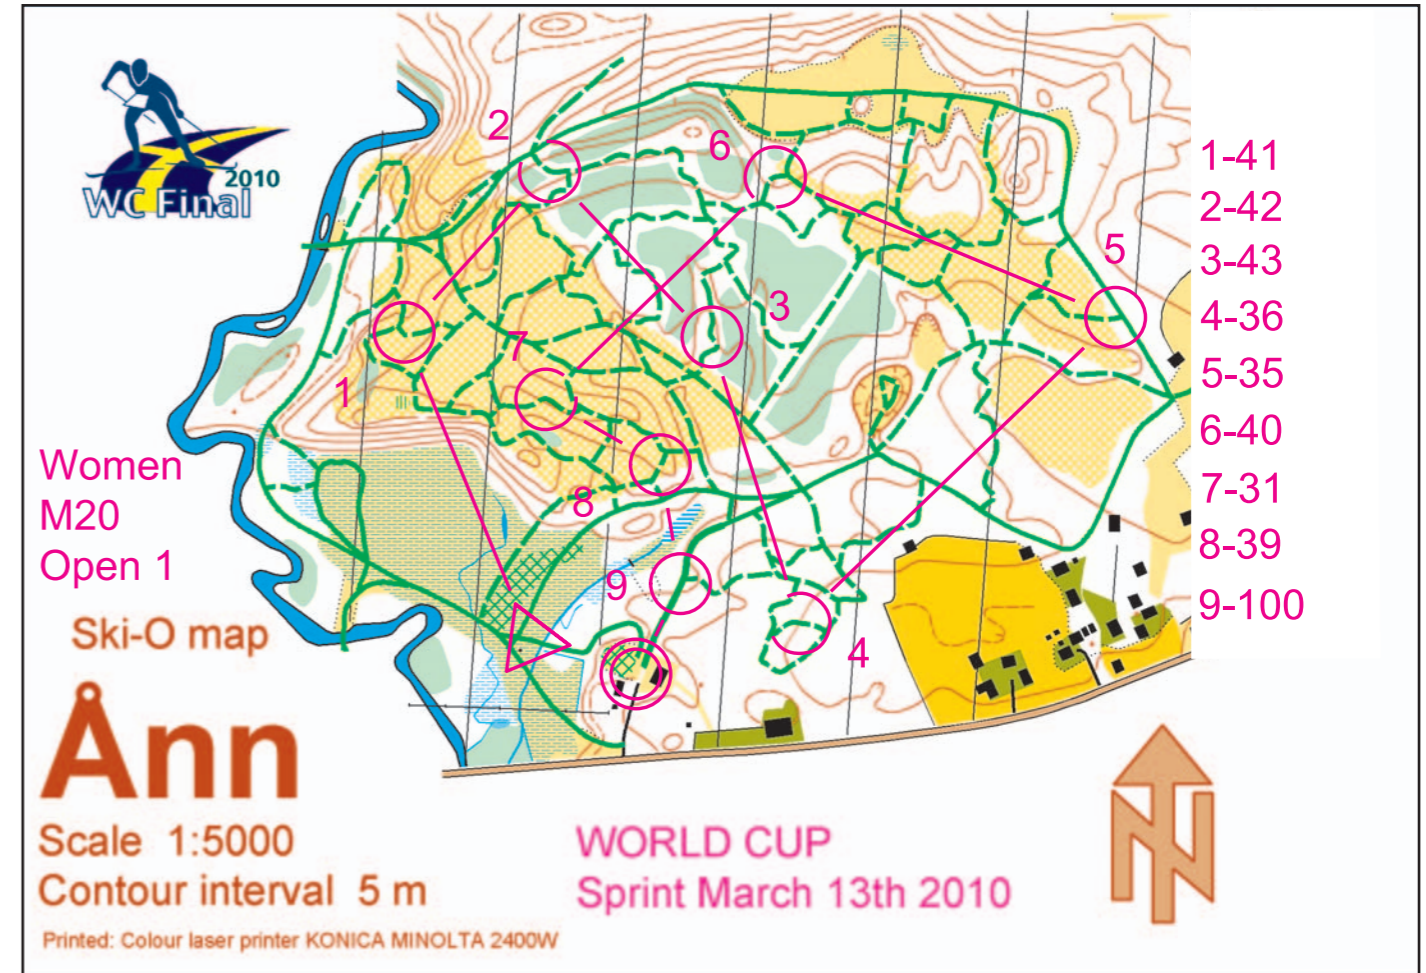 2010
WC Final
2
6
5
3
7
1
8
9
4
1-41
2-42
3-43
4-36
5-35
6-40
7-31
8-39
9-100
Women
M20
Open 1
Ski-O map
Ånn
Scale 1:5000
Contour interval 5 m
Printed: Colour laser printer KONICA MINOLTA 2400W
WORLD CUP
Sprint March 13th 2010